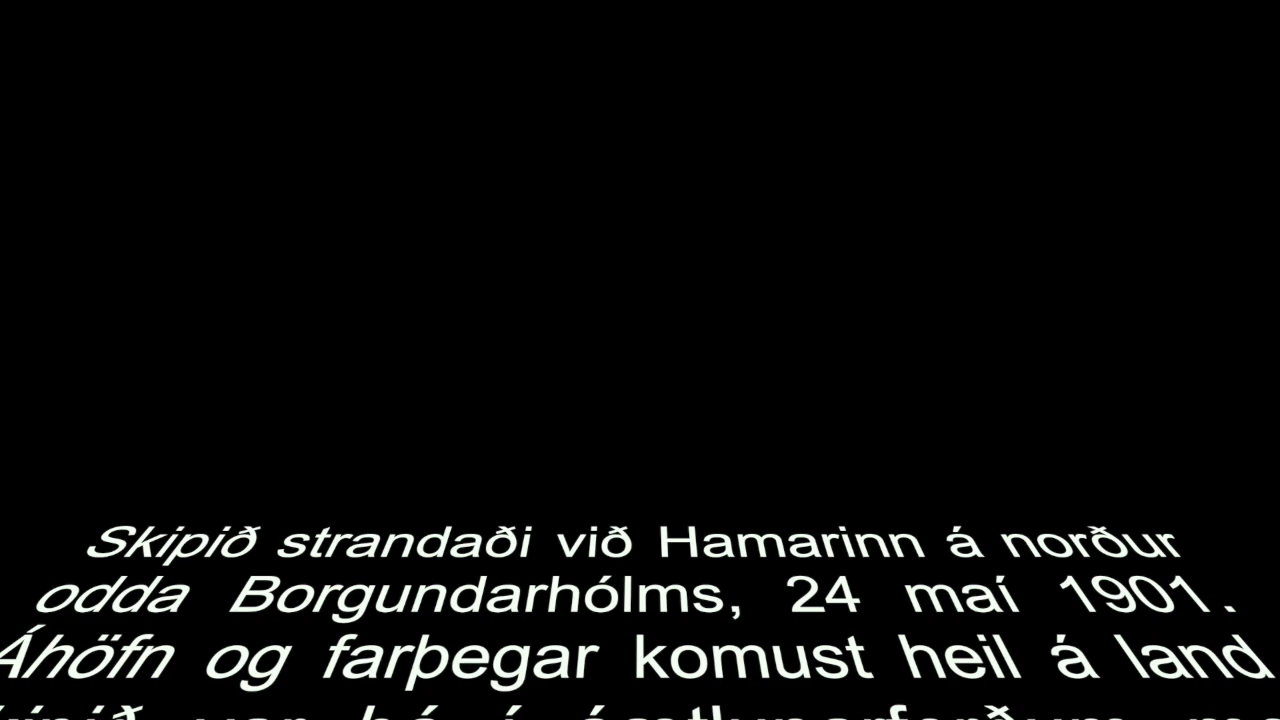 Skipið strandaði við Hamarinn á norður
odda Borgundarhólms, 24 maí 1901.
Áhöfn og farþegar komust heil á land